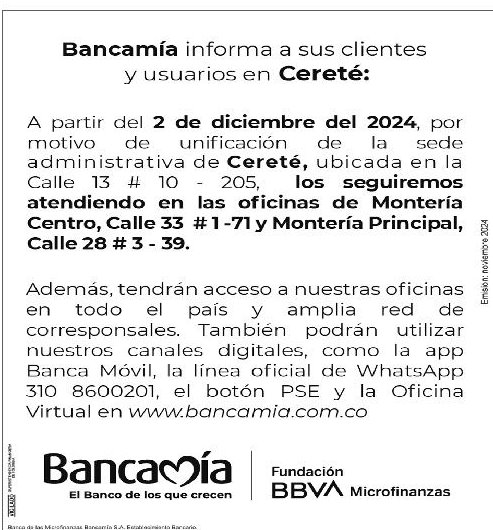 Bancamía informa a sus clientes
y usuarios en Cereté:
A partir del 2 de diciembre del 2024, por
motivo de unificación de la sede
administrativa de Cereté, ubicada en la
Calle 13 # 10 - 205, los seguiremos
atendiendo en las oficinas de Montería
Centro, Calle 33 # 1 -71 y Montería Principal,
Calle 28 # 3 - 39.
Además, tendrán acceso a nuestras oficinas
en todo el país y amplia red de
corresponsales. También podrán utilizar
nuestros canales digitales, como la app
Banca Móvil, la línea oficial de WhatsApp
310 8600201, el botón PSE y la Oficina
Virtual en www.bancamia.com.co
Emisión: noviembre 2024
Bancamía
El Banco de los que crecen
Fundación
BBVA Microfinanzas
VIGILADO
Banco de las Microfinanzas Bancamía S.A. Establecimiento Bancario.